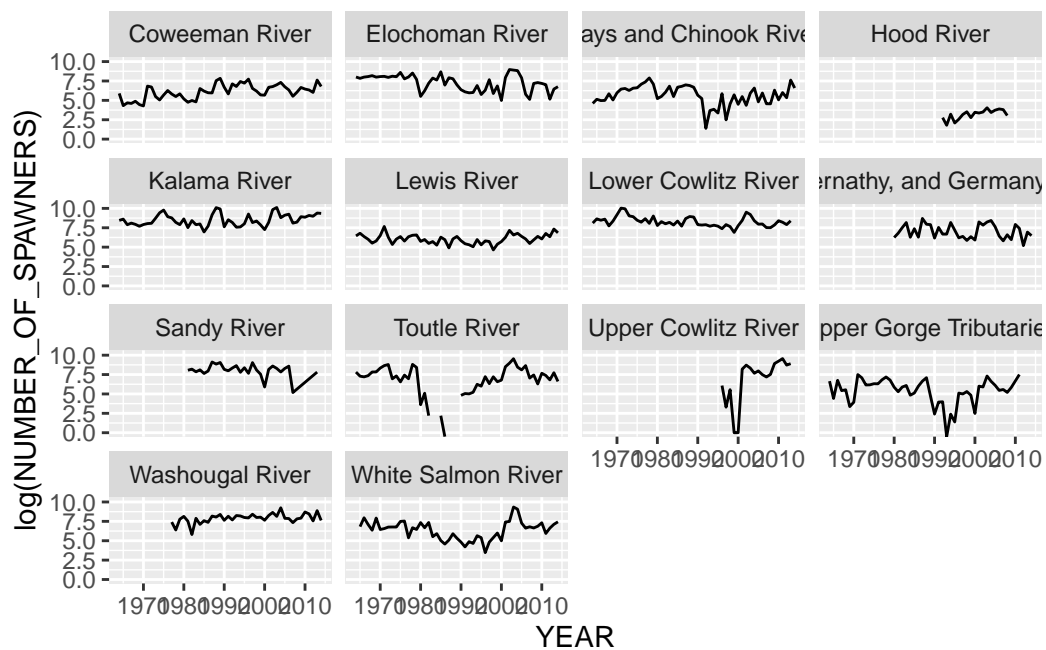 Coweeman River
Elochoman River
ays and Chinook Rive
Hood River
10.0
7.5
5.0
2.5
0.0
Kalama River
Lewis River
Lower Cowlitz River
ernathy, and Germany
10.0
7.5
5.0
2.5
0.0
Sandy River
Toutle River
Upper Cowlitz River
pper Gorge Tributarie
10.0
7.5
5.0
2.5
0.0
1970 1980 1990 2000 2010
1970 1980 1990 2000 2010
Washougal River
White Salmon River
10.0
7.5
5.0
2.5
0.0
1970 1980 1990 2000 2010
1970 1980 1990 2000 2010
YEAR
log(NUMBER_OF_SPAWNERS)